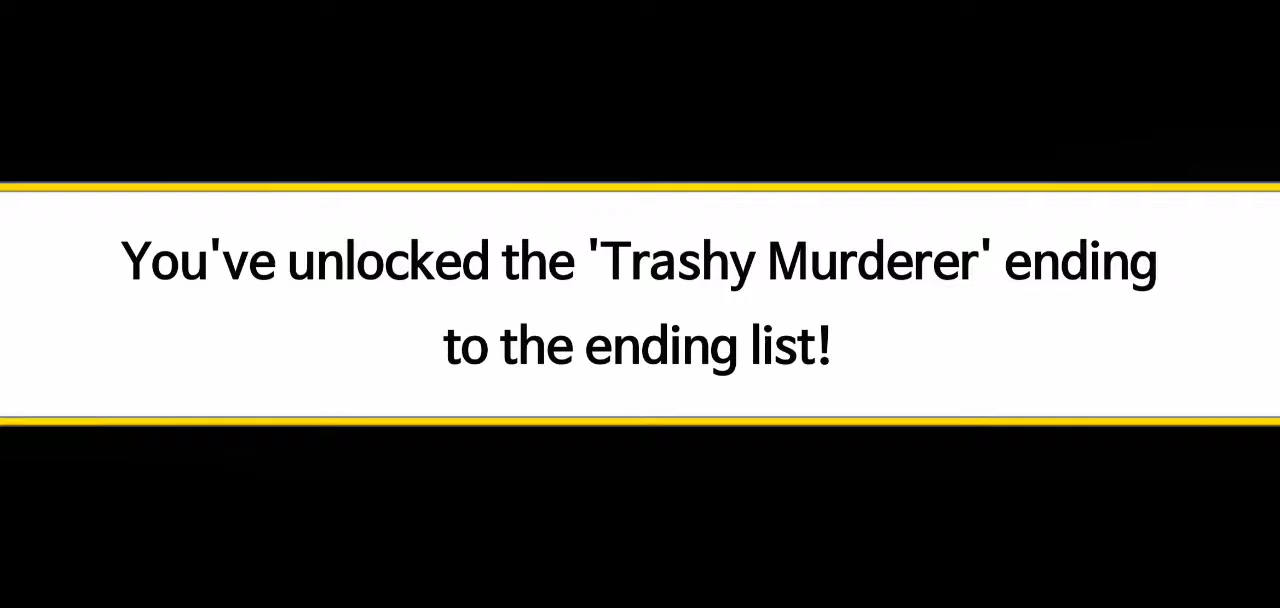 You've unlocked the 'Trashy Murderer' ending
to the ending list!